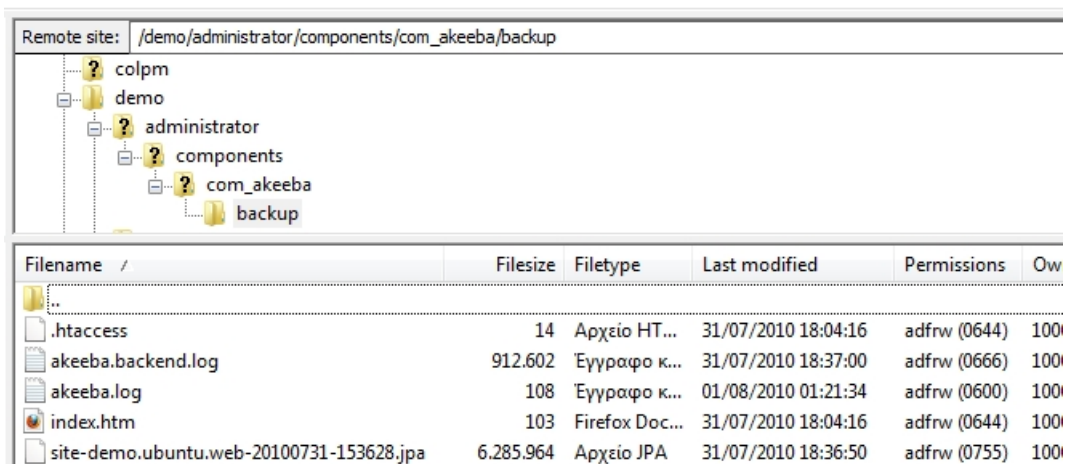 Remote site: /demo/administrator/components/com_akeeba/backup
colpm
demo
administrator
components
com_akeeba
backup
Filename Filesize Filetype Last modified Permissions Ow
..
.htaccess 14 Αρχείο HT... 31/07/2010 18:04:16 adfrw (0644) 100
akeeba.backend.log 912.602 Έγγραφο κ... 31/07/2010 18:37:00 adfrw (0666) 100
akeeba.log 108 Έγγραφο κ... 01/08/2010 01:21:34 adfrw (0600) 100
index.htm 103 Firefox Doc... 31/07/2010 18:04:16 adfrw (0644) 100
site-demo.ubuntu.web-20100731-153628.jpa 6.285.964 Αρχείο JPA 31/07/2010 18:36:50 adfrw (0755) 100